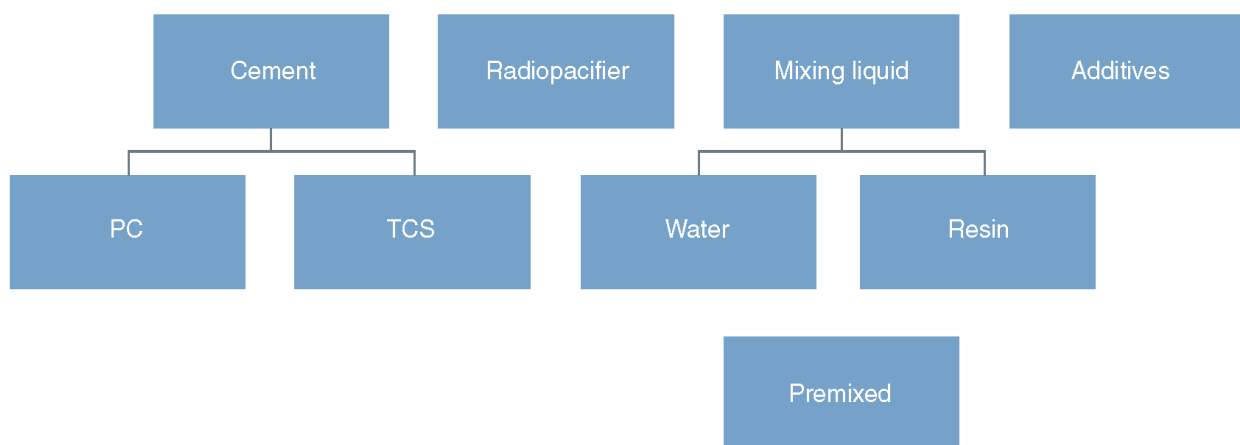 Cement
Radiopacifier
Mixing liquid
Additives
PC
TCS
Water
Resin
Premixed